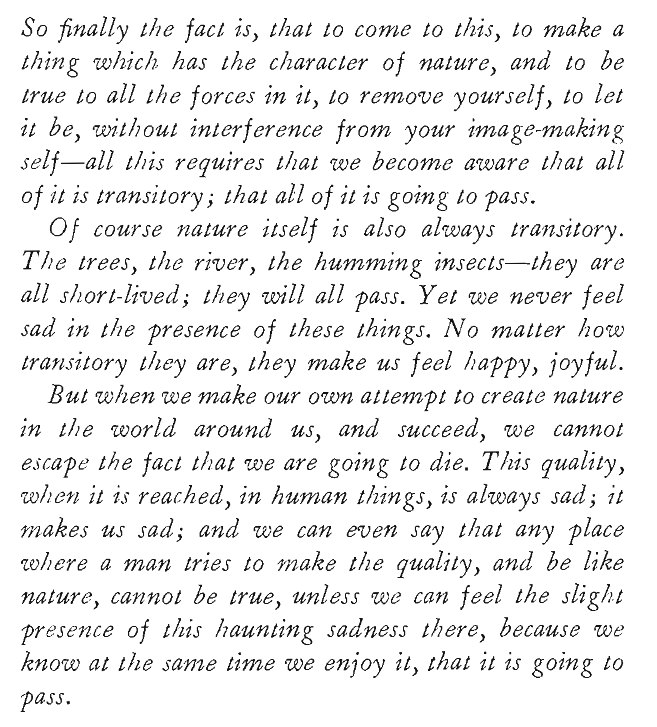 So finally the fact is, that to come to this, to make a
thing which has the character of nature, and to be
true to all the forces in it, to remove yourself, to let
it be, without interference from your image-making
self—all this requires that we become aware that all
of it is transitory; that all of it is going to pass.
Of course nature itself is also always transitory.
The trees, the river, the humming insects—they are
all short-lived; they will all pass. Yet we never feel
sad in the presence of these things. No matter how
transitory they are, they make us feel happy, joyful.
But when we make our own attempt to create nature
in the world around us, and succeed, we cannot
escape the fact that we are going to die. This quality,
when it is reached, in human things, is always sad; it
makes us sad; and we can even say that any place
where a man tries to make the quality, and be like
nature, cannot be true, unless we can feel the slight
presence of this haunting sadness there, because we
know at the same time we enjoy it, that it is going to
pass.